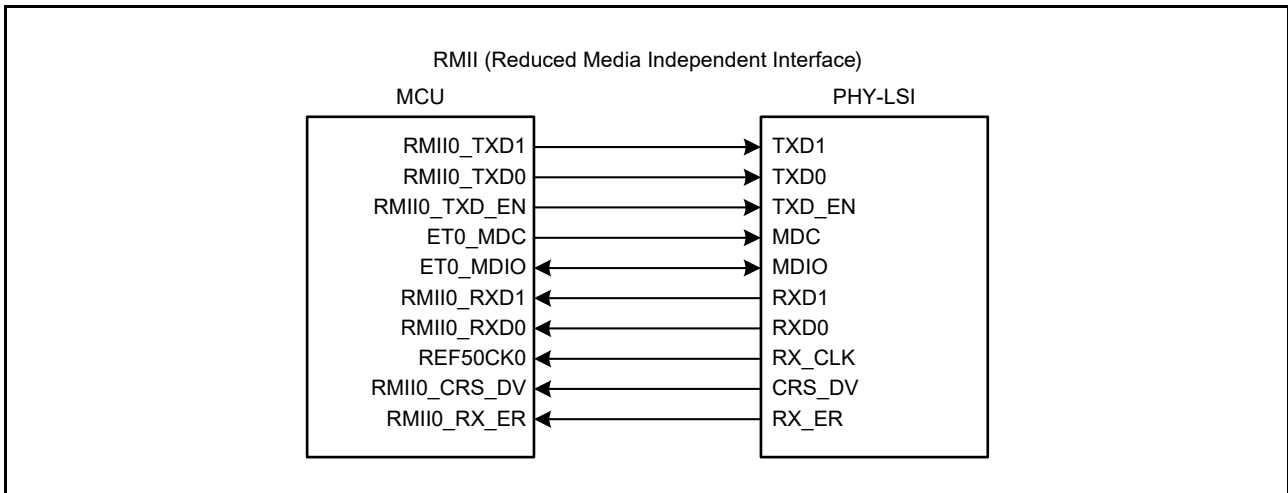 RMII (Reduced Media Independent Interface)
MCU PHY-LSI
RMII0_TXD1 TXD1
RMII0_TXD0 TXD0
RMII0_TXD_EN TXD_EN
ET0_MDC MDC
ET0_MDIO MDIO
RMII0_RXD1 RXD1
RMII0_RXD0 RXD0
REF50CK0 RX_CLK
RMII0_CRS_DV CRS_DV
RMII0_RX_ER RX_ER